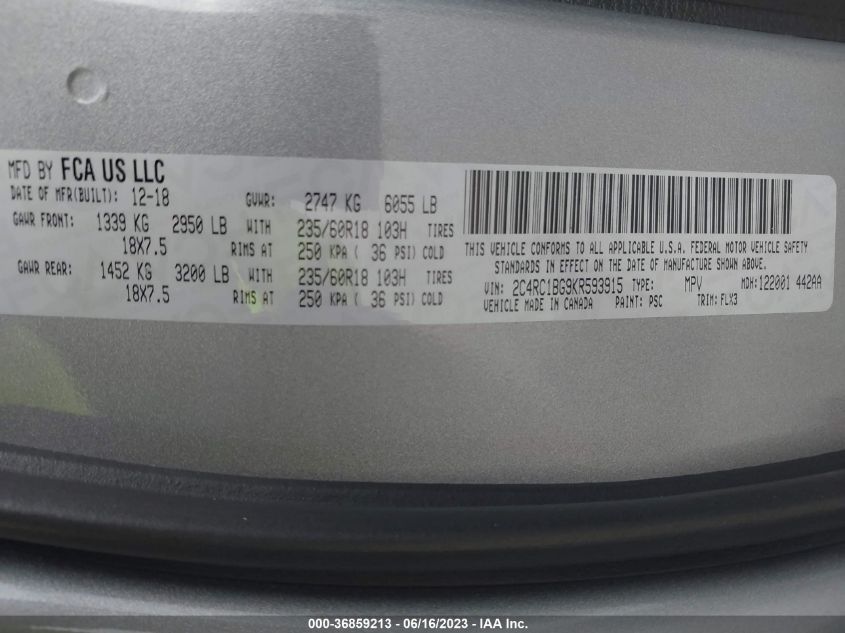 MFD BY FCA US LLC
DATE OF MFR(BUILT): 12-18 GVWR: 2747 KG 6055 LB
GAWR FRONT: 1339 KG 2950 LB WITH 235/60R18 103H TIRES
18X7.5 RIMS AT 250 KPA ( 36 PSI) COLD
GAWR REAR: 1452 KG 3200 LB WITH 235/60R18 103H TIRES
18X7.5 RIMS AT 250 KPA ( 36 PSI) COLD
THIS VEHICLE CONFORMS TO ALL APPLICABLE U.S.A. FEDERAL MOTOR VEHICLE SAFETY
STANDARDS IN EFFECT ON THE DATE OF MANUFACTURE SHOWN ABOVE.
VIN: 2C4RC1BG9KR593915 TYPE: MPV MDH:122001 442AA
VEHICLE MADE IN CANADA PAINT: PSC TRIM: FLX3
000-36859213 - 06/16/2023 - IAA Inc.